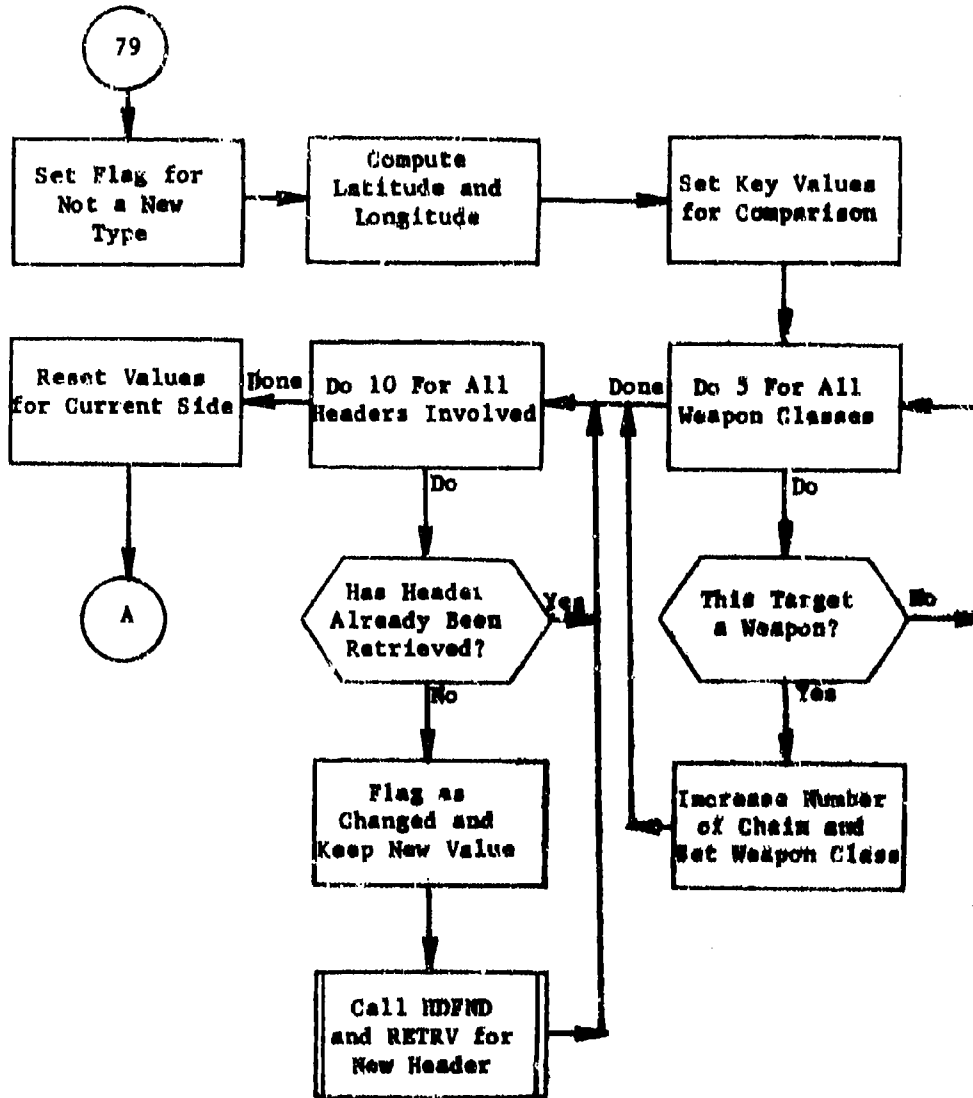 79
Set Flag for
Not a New
Type
Compute
Latitude and
Longitude
Set Key Values
for Comparison
Reset Values
for Current Side
Done
Do 10 For All
Headers Involved
Done
Do 5 For All
Weapon Classes
Do
Do
A
Has Header
Already Been
Retrieved?
Yes
This Target
a Weapon?
No
No
Yes
Flag as
Changed and
Keep New Value
Increase Number
of Chain and
Set Weapon Class
Call HDFND
and RETRV for
New Header